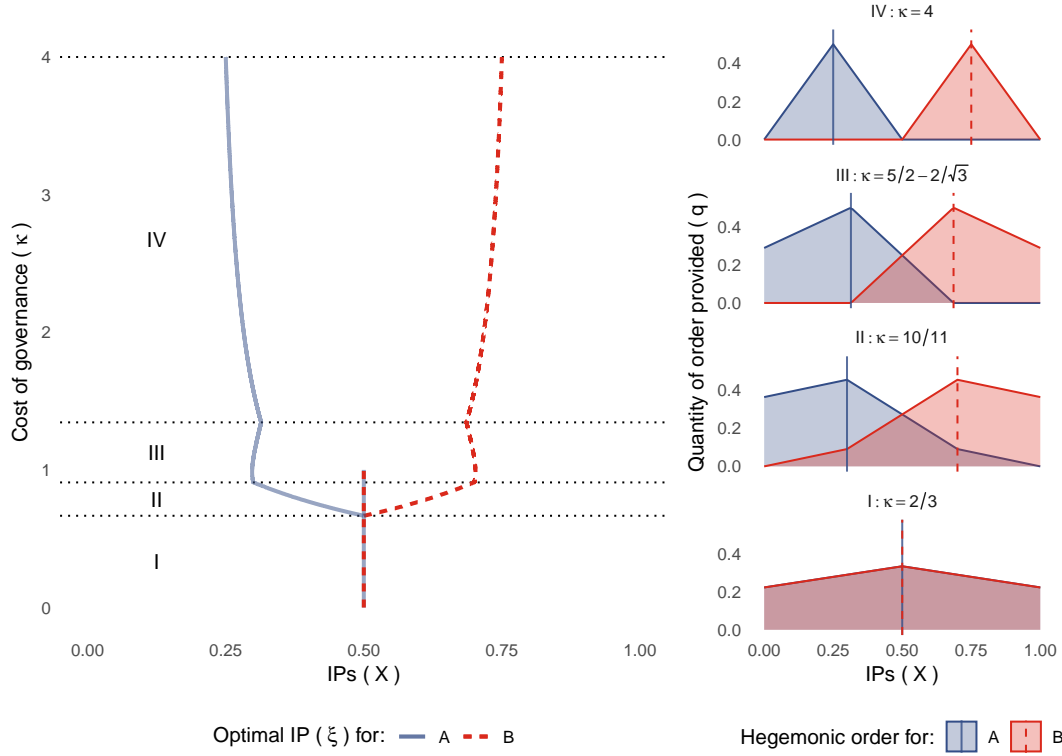 Cost of governance ( κ )
4
3
2
1
0
IV
III
II
I
0.00 0.25 0.50 0.75 1.00
IPs ( X )
Optimal IP ( ξ ) for: A B
Quantity of order provided ( q )
IV : κ = 4
0.4
0.2
0.0
III : κ = 5/2 − 2/√3
0.4
0.2
0.0
II : κ = 10/11
0.4
0.2
0.0
I : κ = 2/3
0.4
0.2
0.0
0.00 0.25 0.50 0.75 1.00
IPs ( X )
Hegemonic order for: A B